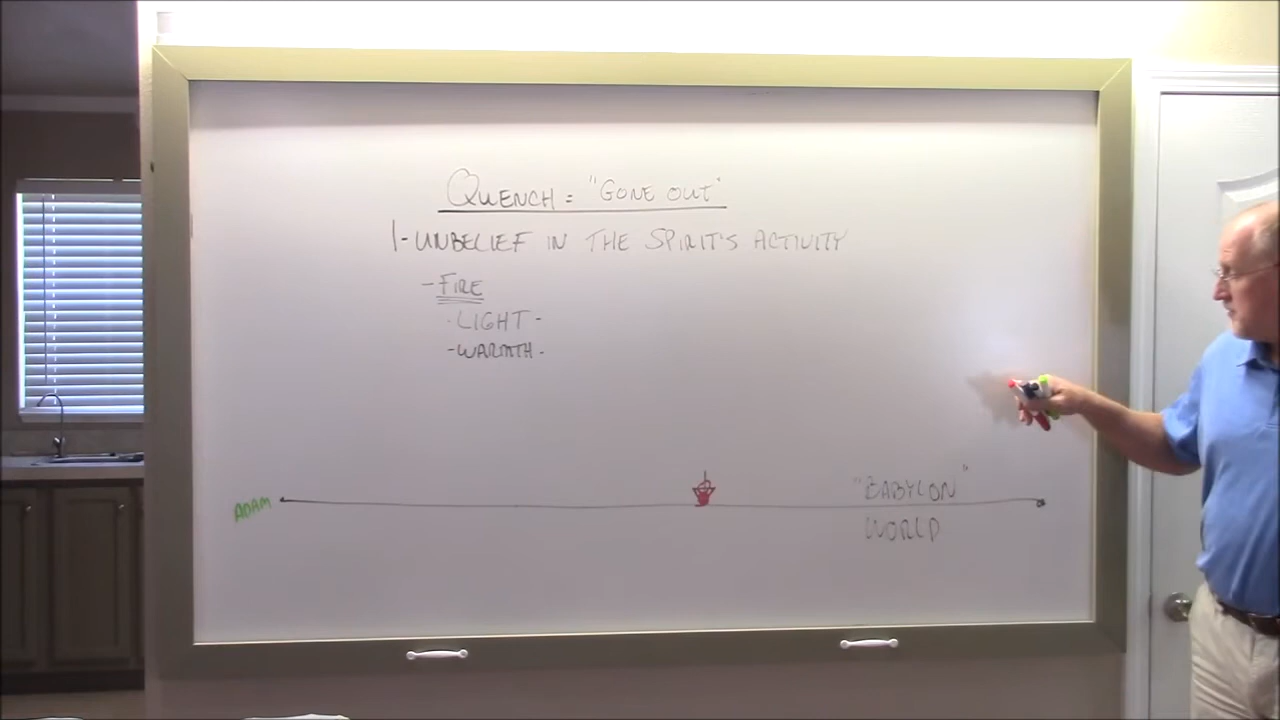 QUENCH = "GONE OUT"
1-UNBELIEF IN THE SPIRIT'S ACTIVITY
-FIRE
-LIGHT-
-WARMTH-
ADAM
"BABYLON"
WORLD